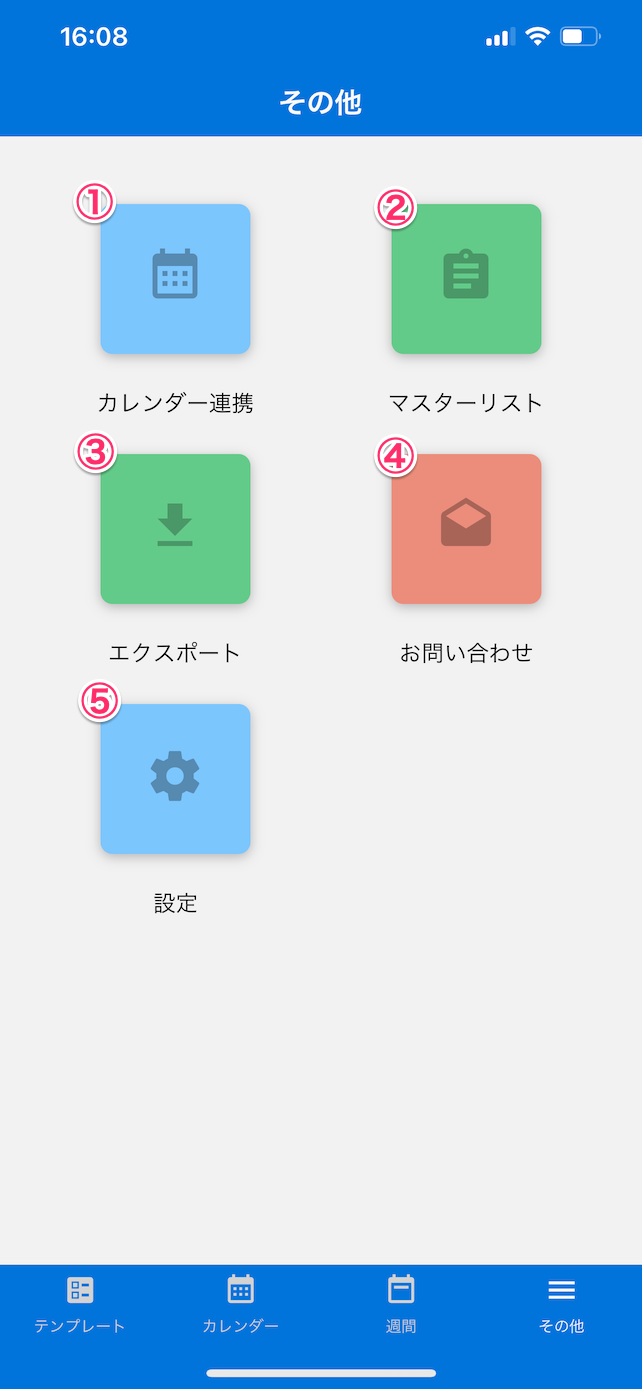 16:08
その他
① ②
カレンダー連携 マスターリスト
③ ④
エクスポート お問い合わせ
⑤
設定
テンプレート カレンダー 週間 その他